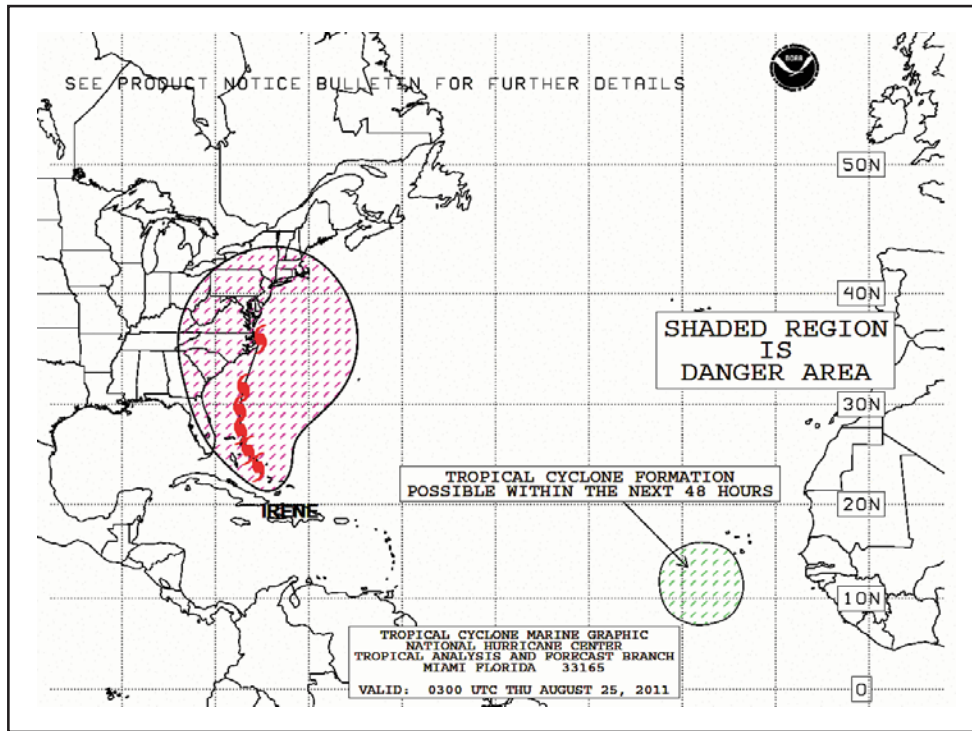 SEE PRODUCT NOTICE BULLETIN FOR FURTHER DETAILS
NOAA
50N
40N
SHADED REGION
IS
DANGER AREA
30N
TROPICAL CYCLONE FORMATION
POSSIBLE WITHIN THE NEXT 48 HOURS
20N
IRENE
10N
TROPICAL CYCLONE MARINE GRAPHIC
NATIONAL HURRICANE CENTER
TROPICAL ANALYSIS AND FORECAST BRANCH
MIAMI FLORIDA 33165
VALID: 0300 UTC THU AUGUST 25, 2011
0